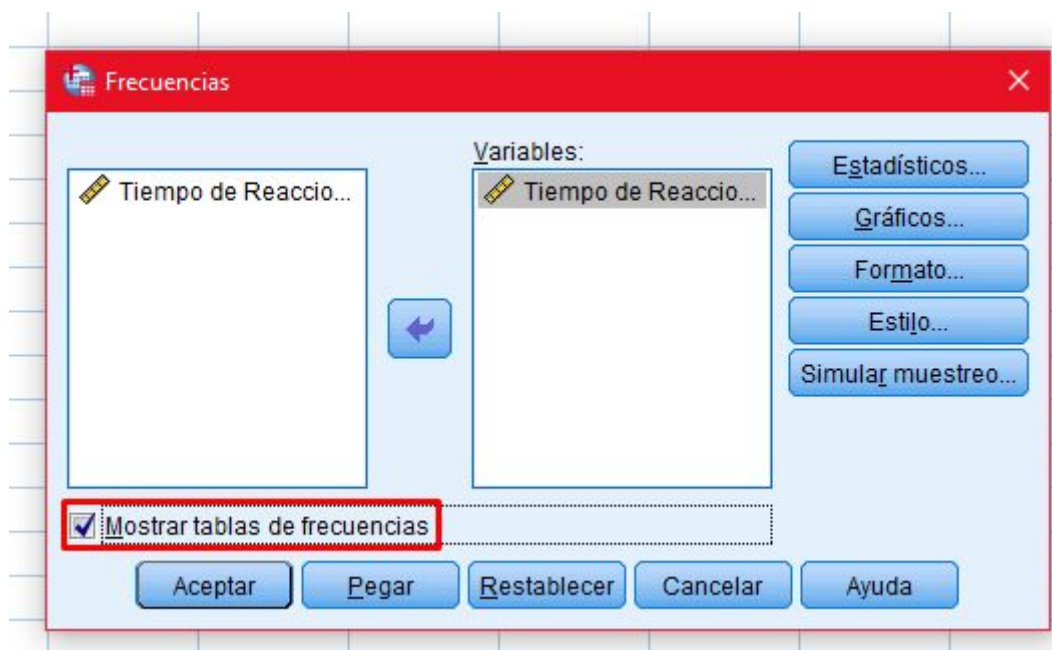 Frecuencias
Variables:
Tiempo de Reaccio...
Tiempo de Reaccio...
Estadísticos...
Gráficos...
Formato...
Estilo...
Simular muestreo...
Mostrar tablas de frecuencias
Aceptar
Pegar
Restablecer
Cancelar
Ayuda